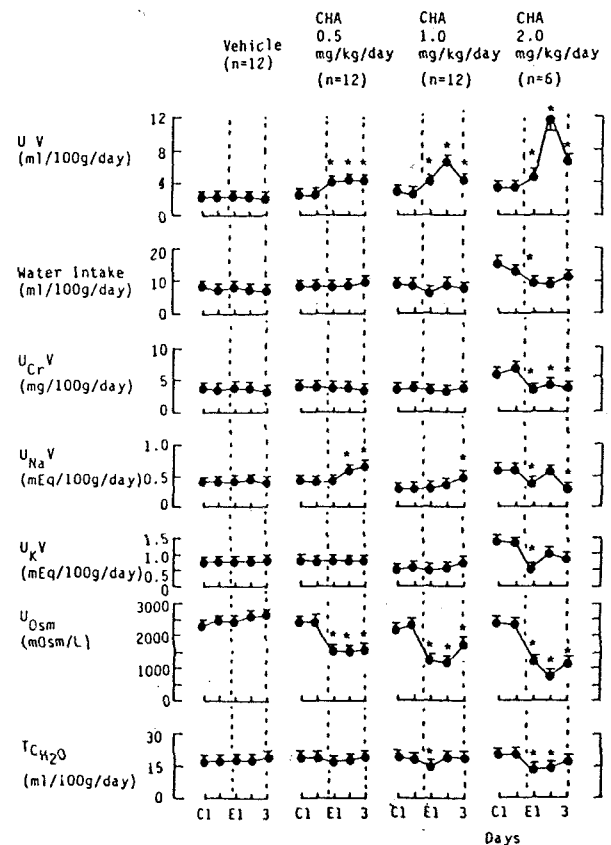 Vehicle
(n=12)
CHA
0.5
mg/kg/day
(n=12)
CHA
1.0
mg/kg/day
(n=12)
CHA
2.0
mg/kg/day
(n=6)
U V
(ml/100g/day)
12
8
4
0
* * *
* * *
* * *
Water Intake
(ml/100g/day)
20
10
0
*
UCrV
(mg/100g/day)
10
5
0
* * *
UNaV
(mEq/100g/day)
1.0
0.5
0
* *
*
* *
UKV
(mEq/100g/day)
1.5
1.0
0.5
0
*
UOsm
(mOsm/L)
3000
2000
1000
0
* * *
* * *
* * *
TCH2O
(ml/100g/day)
30
15
0
*
* *
C1 E1 3 C1 E1 3 C1 E1 3 C1 E1 3
Days